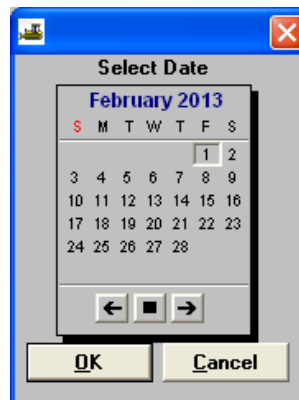 Select Date
February 2013
S M T W T F S
1 2
3 4 5 6 7 8 9
10 11 12 13 14 15 16
17 18 19 20 21 22 23
24 25 26 27 28
OK Cancel